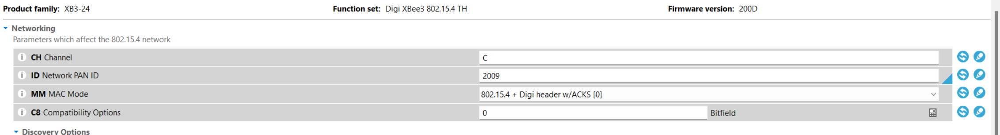 Product family: XB3-24 Function set: Digi XBee3 802.15.4 TH Firmware version: 200D
Networking
Parameters which affect the 802.15.4 network
i CH Channel C
i ID Network PAN ID 2009
i MM MAC Mode 802.15.4 + Digi header w/ACKS [0]
i C8 Compatibility Options 0 Bitfield
Discovery Options